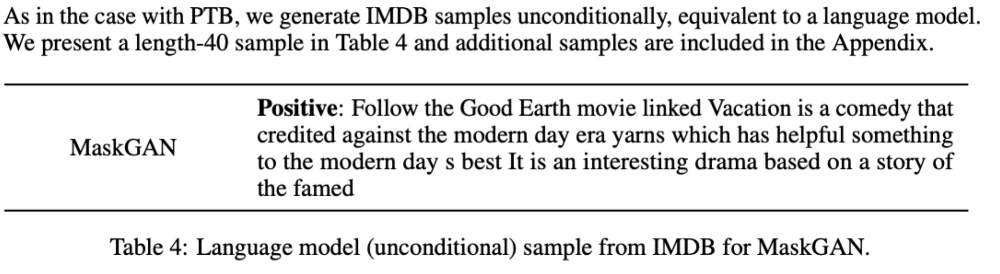 As in the case with PTB, we generate IMDB samples unconditionally, equivalent to a language model.
We present a length-40 sample in Table 4 and additional samples are included in the Appendix.
MaskGAN
Positive: Follow the Good Earth movie linked Vacation is a comedy that
credited against the modern day era yarns which has helpful something
to the modern day s best It is an interesting drama based on a story of
the famed
Table 4: Language model (unconditional) sample from IMDB for MaskGAN.